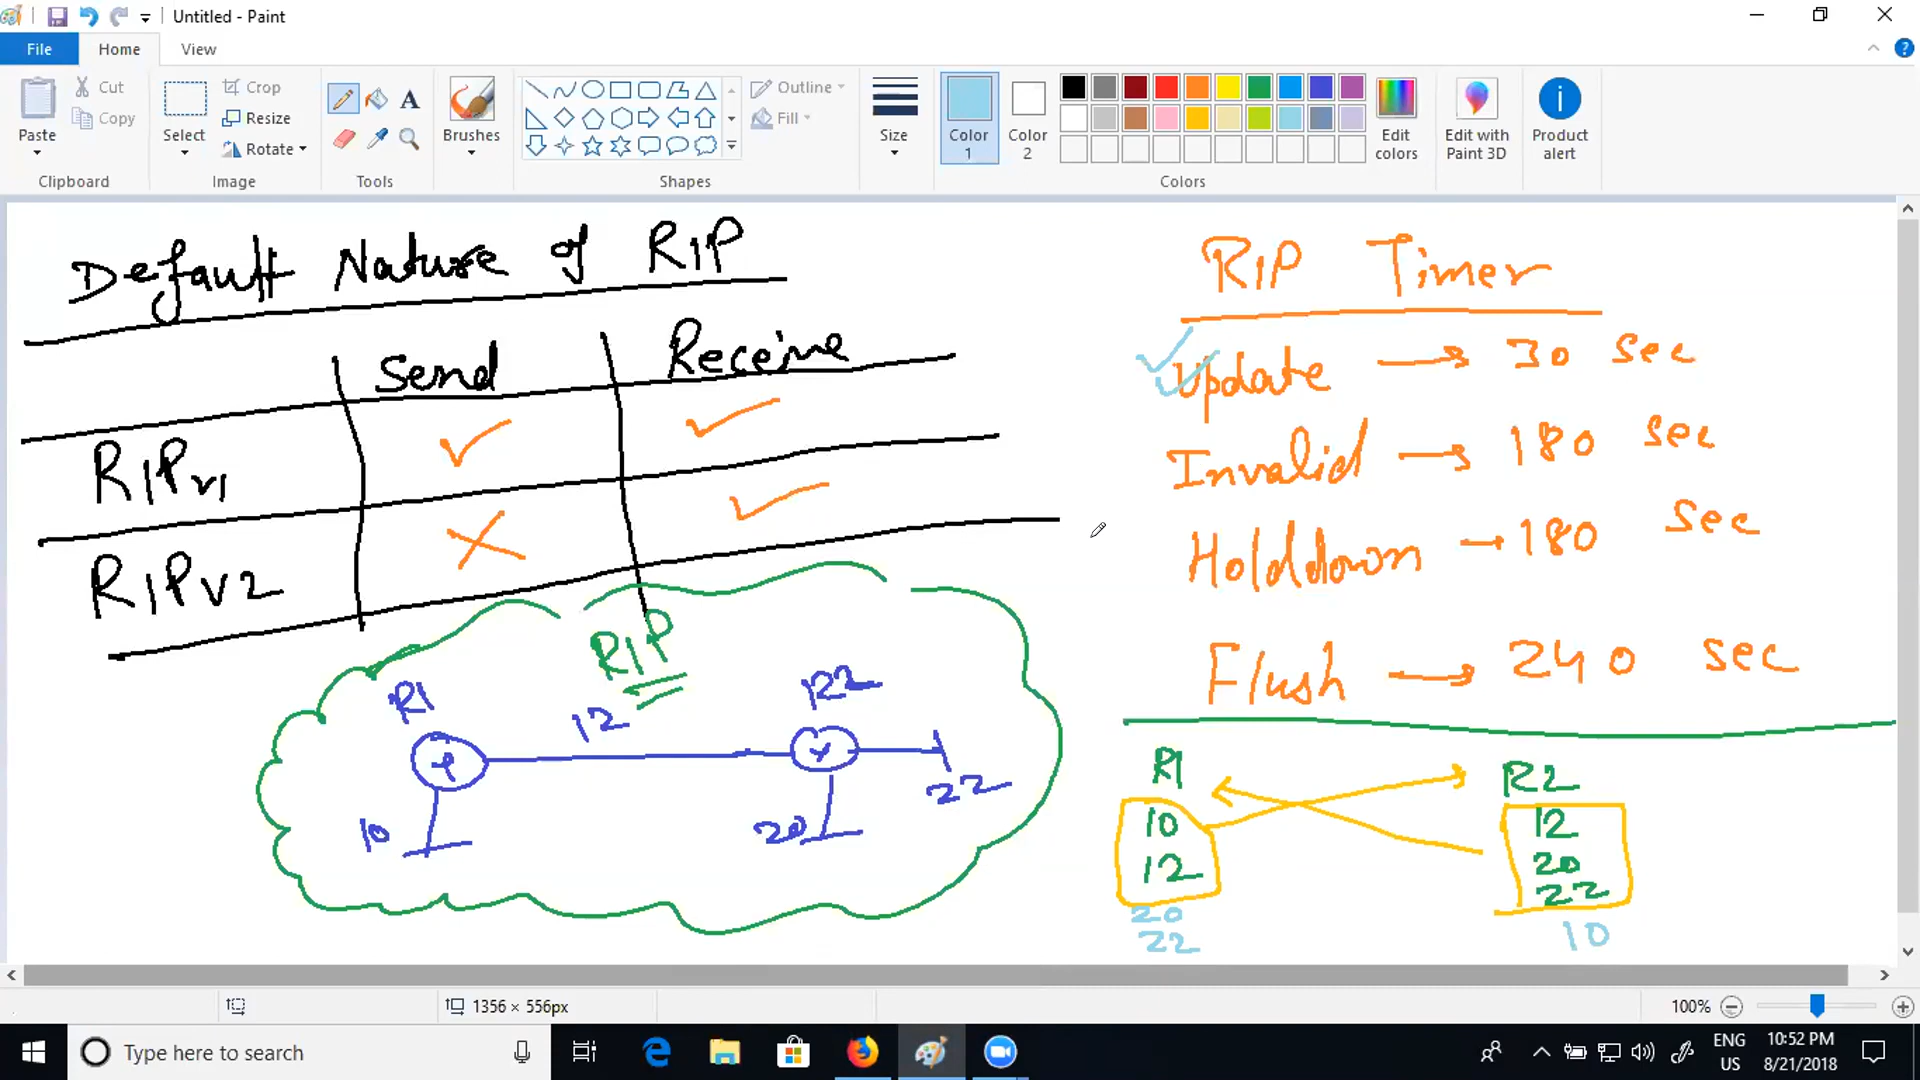 Untitled - Paint
File Home View
Paste
Cut
Copy
Clipboard
Select
Crop
Resize
Rotate
Image
Tools
Brushes
Shapes
Outline
Fill
Size
Color 1
Color 2
Colors
Edit colors
Edit with Paint 3D
Product alert
Default Nature of RIP
Send Receive
RIPv1
RIPv2
RIP
R1
12
R2
10
20
22
RIP Timer
Update → 30 sec
Invalid → 180 sec
Holddown → 180 sec
Flush → 240 sec
R1
10
12
20
22
R2
12
20
22
10
1356 × 556px
100%
Type here to search
ENG
US
10:52 PM
8/21/2018